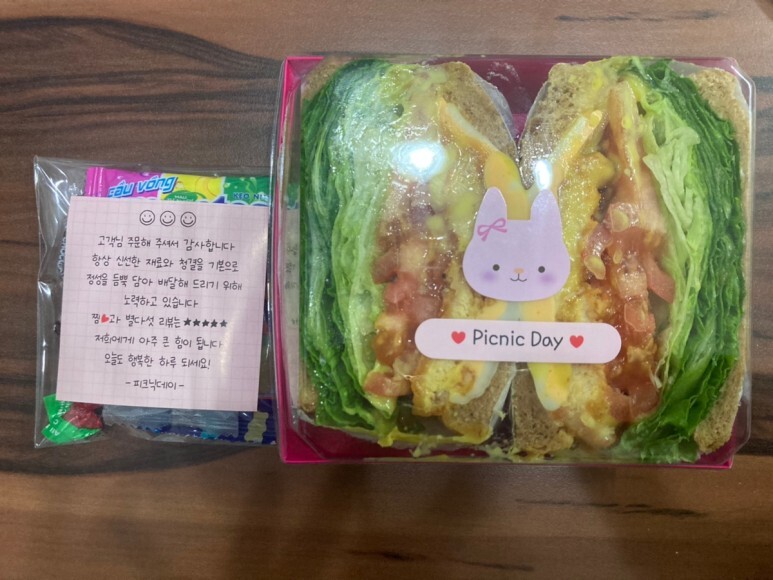 cầu vồng
고객님 주문해 주셔서 감사합니다
항상 신선한 재료와 청결을 기본으로
정성을 듬뿍 담아 배달해 드리기 위해
노력하고 있습니다
찜♥과 별다섯 리뷰는★★★★★
저희에게 아주 큰 힘이 됩니다
오늘도 행복한 하루 되세요!
-피크닉데이-
♥ Picnic Day ♥